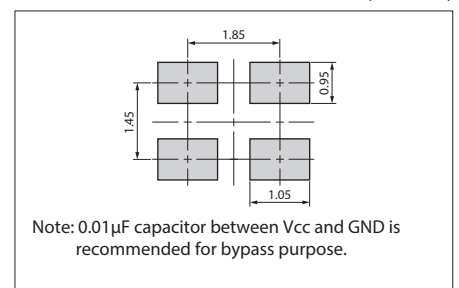 1.85
0.95
1.45
1.05
Note: 0.01µF capacitor between Vcc and GND is
recommended for bypass purpose.